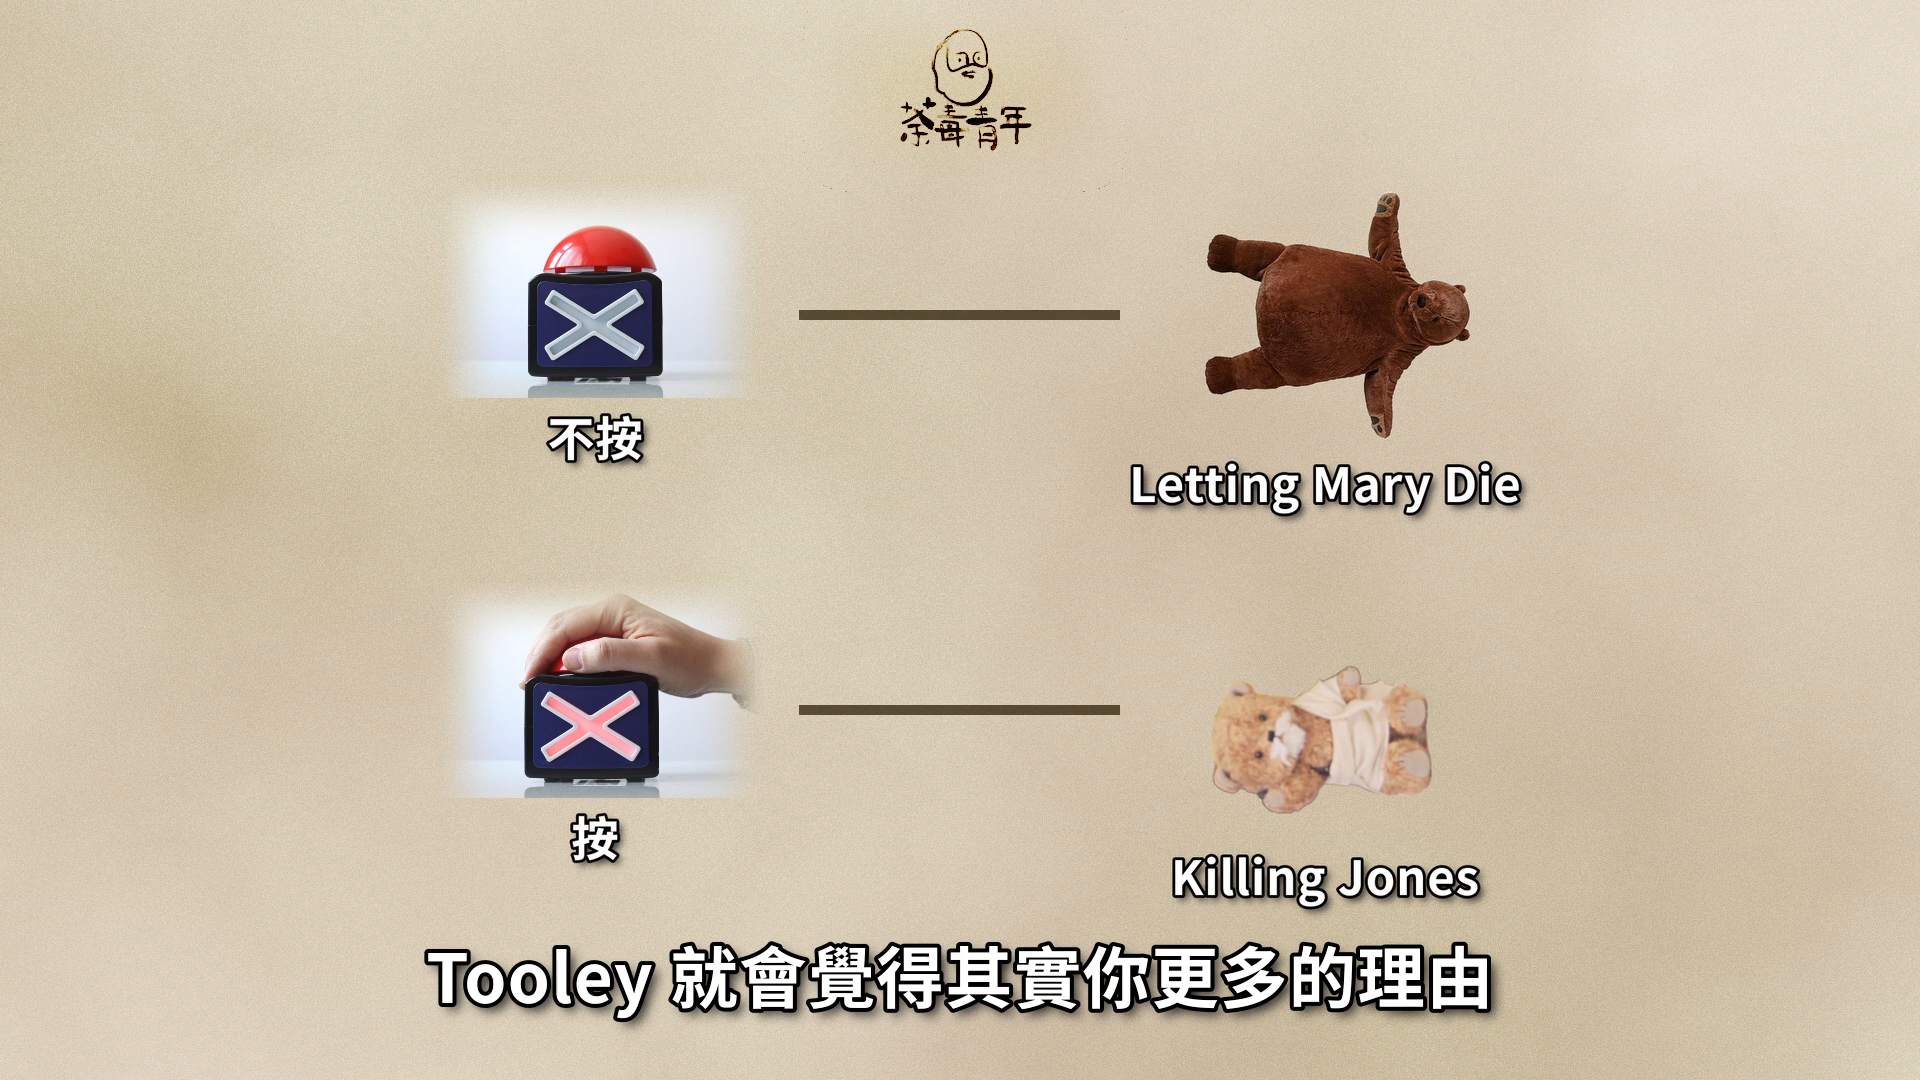 荼毒青年
不按
Letting Mary Die
按
Killing Jones
Tooley 就會覺得其實你更多的理由